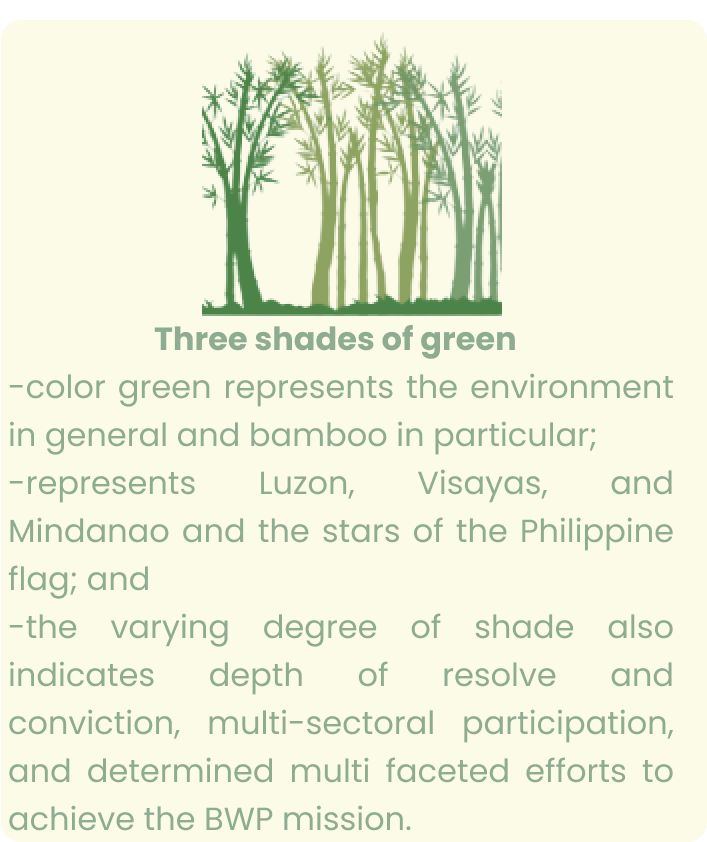 Three shades of green
-color green represents the environment
in general and bamboo in particular;
-represents Luzon, Visayas, and
Mindanao and the stars of the Philippine
flag; and
-the varying degree of shade also
indicates depth of resolve and
conviction, multi-sectoral participation,
and determined multi faceted efforts to
achieve the BWP mission.